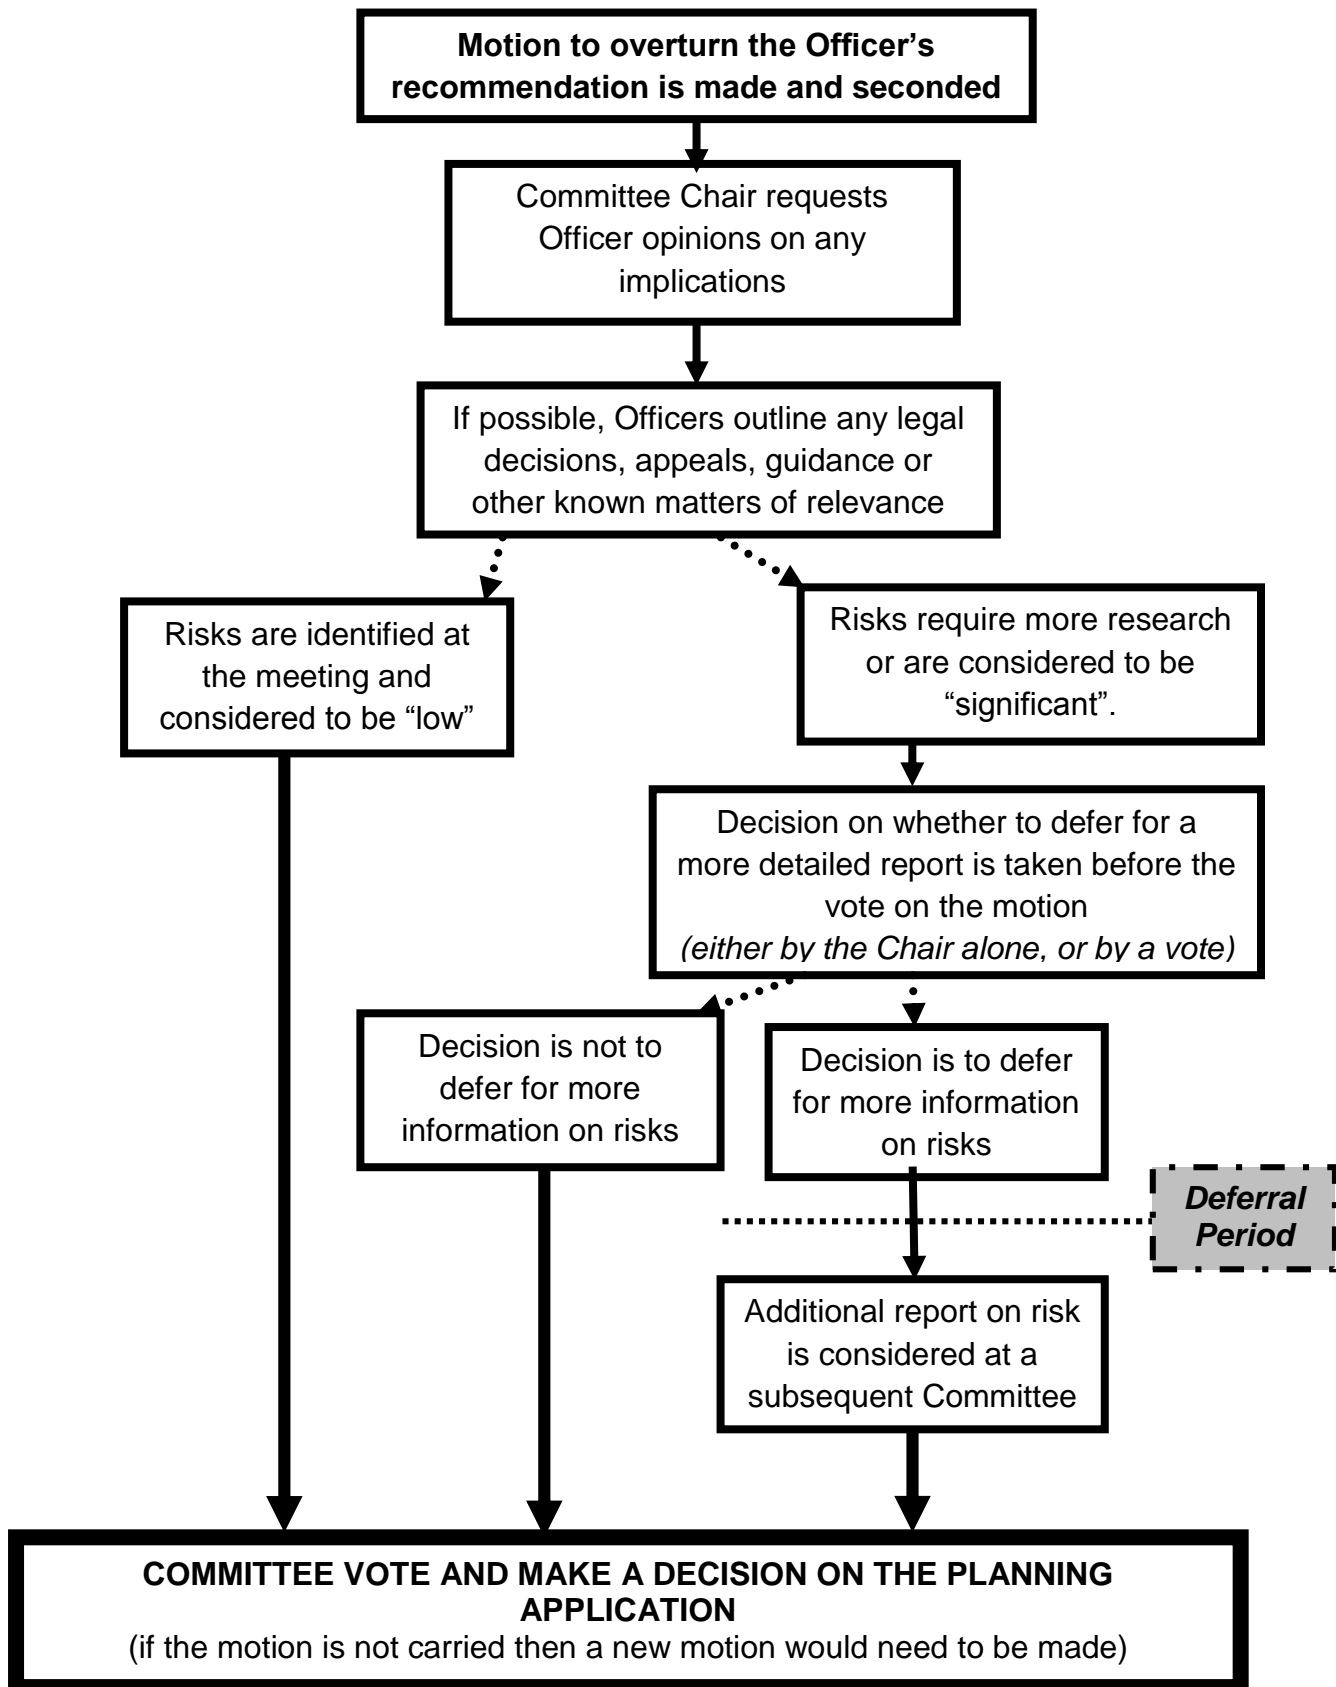 Motion to overturn the Officer’s
recommendation is made and seconded
Committee Chair requests
Officer opinions on any
implications
If possible, Officers outline any legal
decisions, appeals, guidance or
other known matters of relevance
Risks are identified at
the meeting and
considered to be “low”
Risks require more research
or are considered to be
“significant”.
Decision on whether to defer for a
more detailed report is taken before the
vote on the motion
(either by the Chair alone, or by a vote)
Decision is not to
defer for more
information on risks
Decision is to defer
for more information
on risks
Deferral
Period
Additional report on risk
is considered at a
subsequent Committee
COMMITTEE VOTE AND MAKE A DECISION ON THE PLANNING
APPLICATION
(if the motion is not carried then a new motion would need to be made)